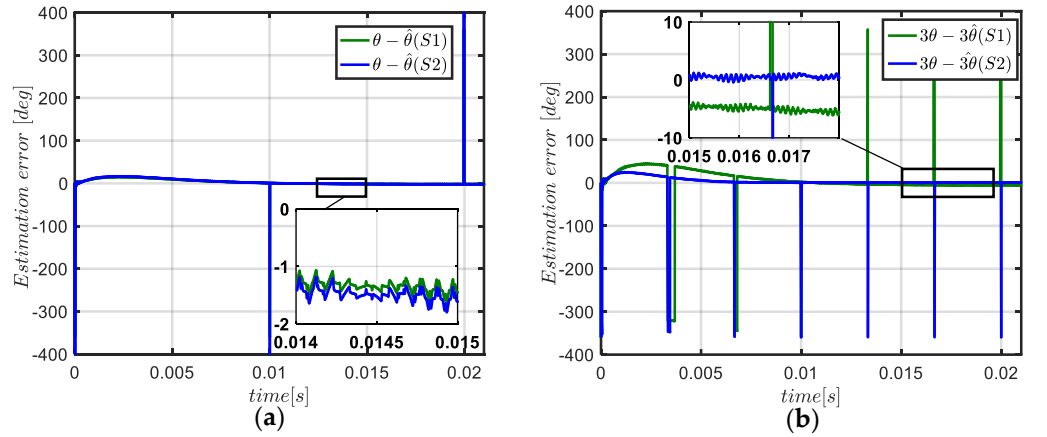 400
300
200
100
0
-100
-200
-300
-400
Estimation error [deg]
θ − θ̂(S1)
θ − θ̂(S2)
0
-1
-2
0.014 0.0145 0.015
0 0.005 0.01 0.015 0.02
time[s]
(a)
400
300
200
100
0
-100
-200
-300
-400
Estimation error [deg]
10
0
-10
0.015 0.016 0.017
3θ − 3θ̂(S1)
3θ − 3θ̂(S2)
0 0.005 0.01 0.015 0.02
time[s]
(b)